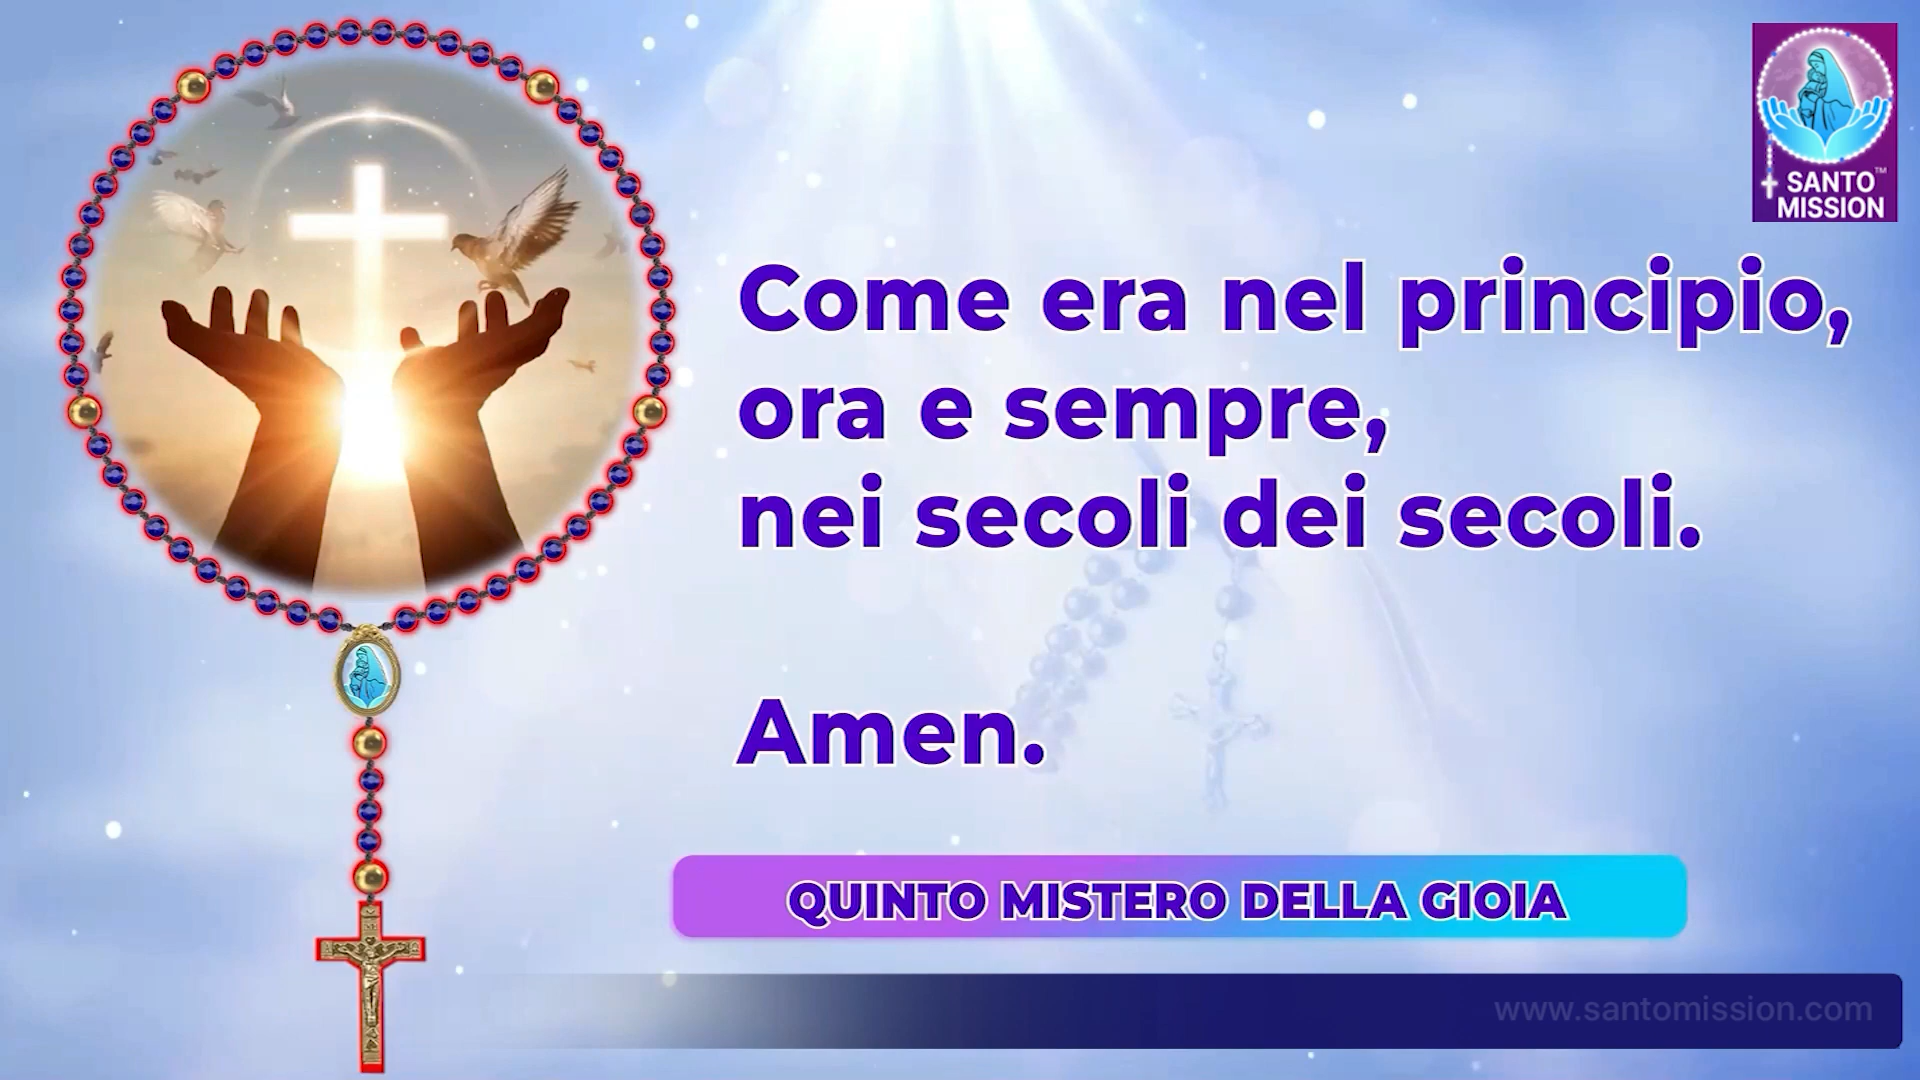 SANTO™
MISSION
Come era nel principio,
ora e sempre,
nei secoli dei secoli.
Amen.
QUINTO MISTERO DELLA GIOIA
www.santomission.com